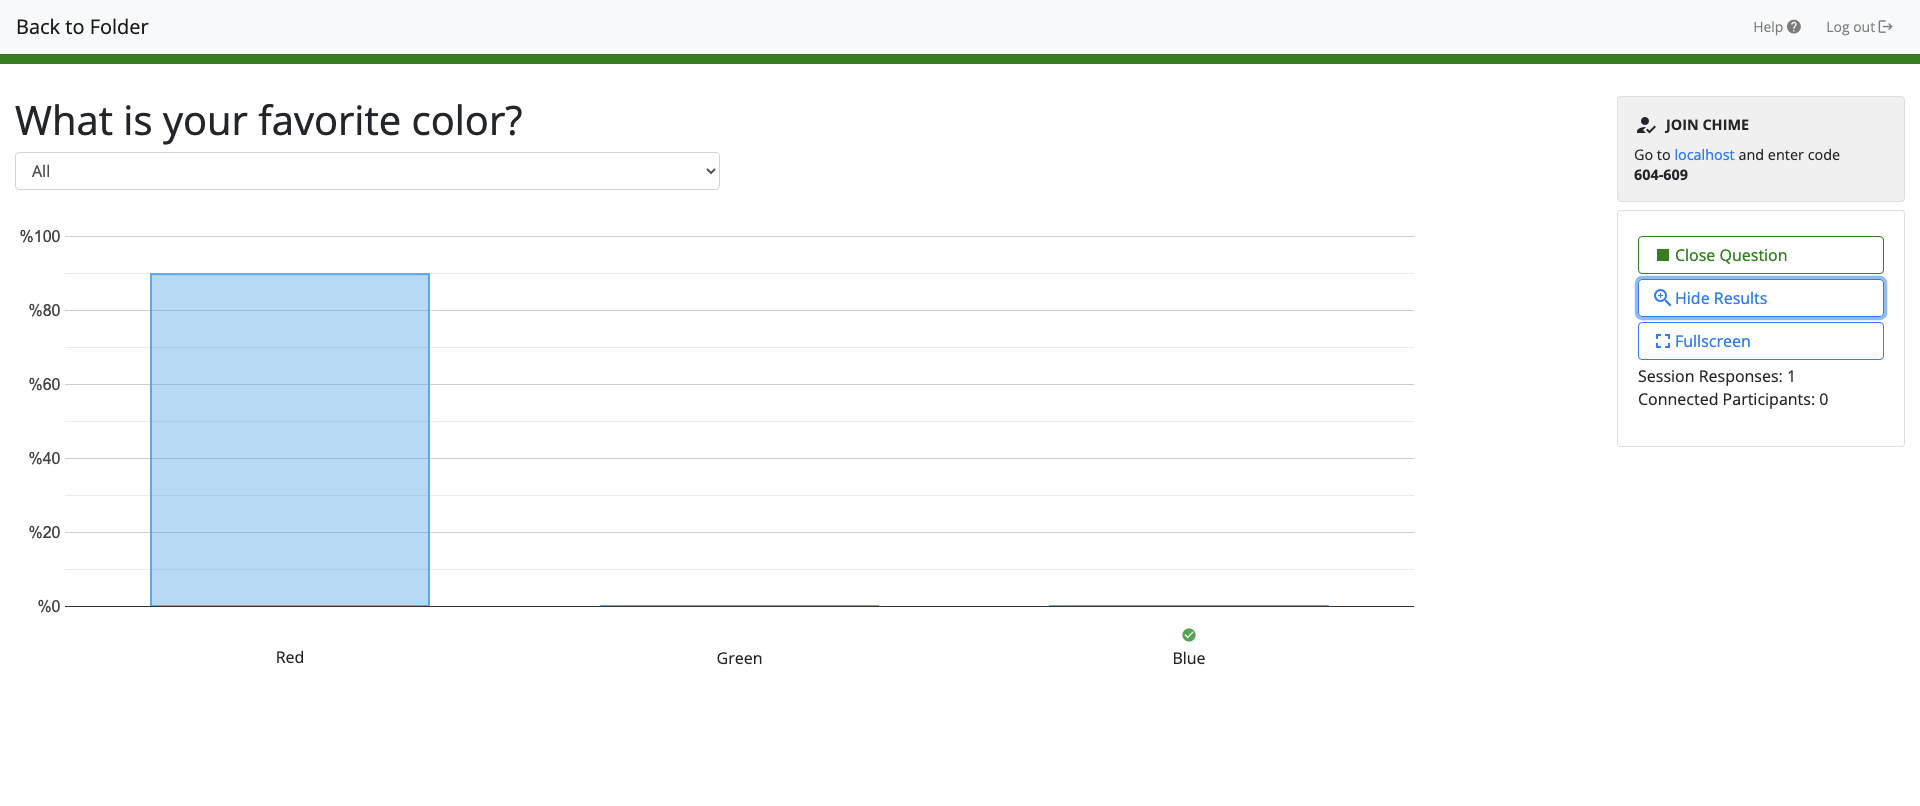 Back to Folder
Help
Log out
What is your favorite color?
All
%100
%80
%60
%40
%20
%0
Red
Green
Blue
JOIN CHIME
Go to localhost and enter code
604-609
Close Question
Hide Results
Fullscreen
Session Responses: 1
Connected Participants: 0